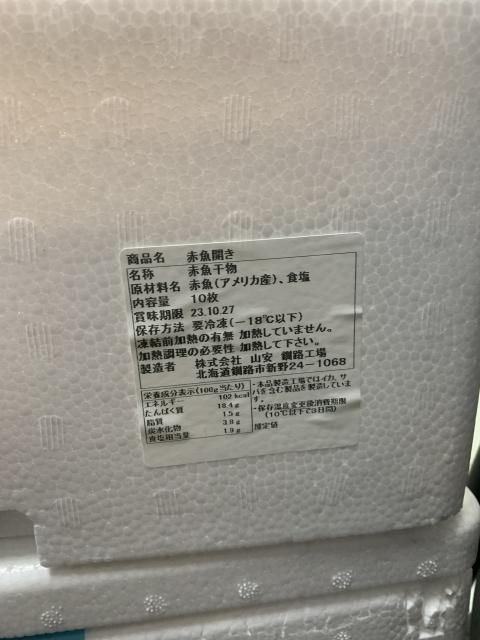 商品名 赤魚開き
名称 赤魚干物
原材料名 赤魚(アメリカ産)、食塩
内容量 10枚
賞味期限 23.10.27
保存方法 要冷凍(-18℃以下)
凍結前加熱の有無 加熱していません。
加熱調理の必要性 加熱して下さい。
製造者 株式会社 山安 釧路工場
北海道釧路市新野24-1068
栄養成分表示(100g当たり)
エネルギー 102 kcal
たんぱく質 18.4 g
脂質 1.5 g
炭水化物 3.8 g
食塩相当量 1.9 g
・本品製造工場ではイカ、サ
バを含む製品を製造していま
す。
・保存温度変更後消費期限
(10℃以下で3日間)
推定値